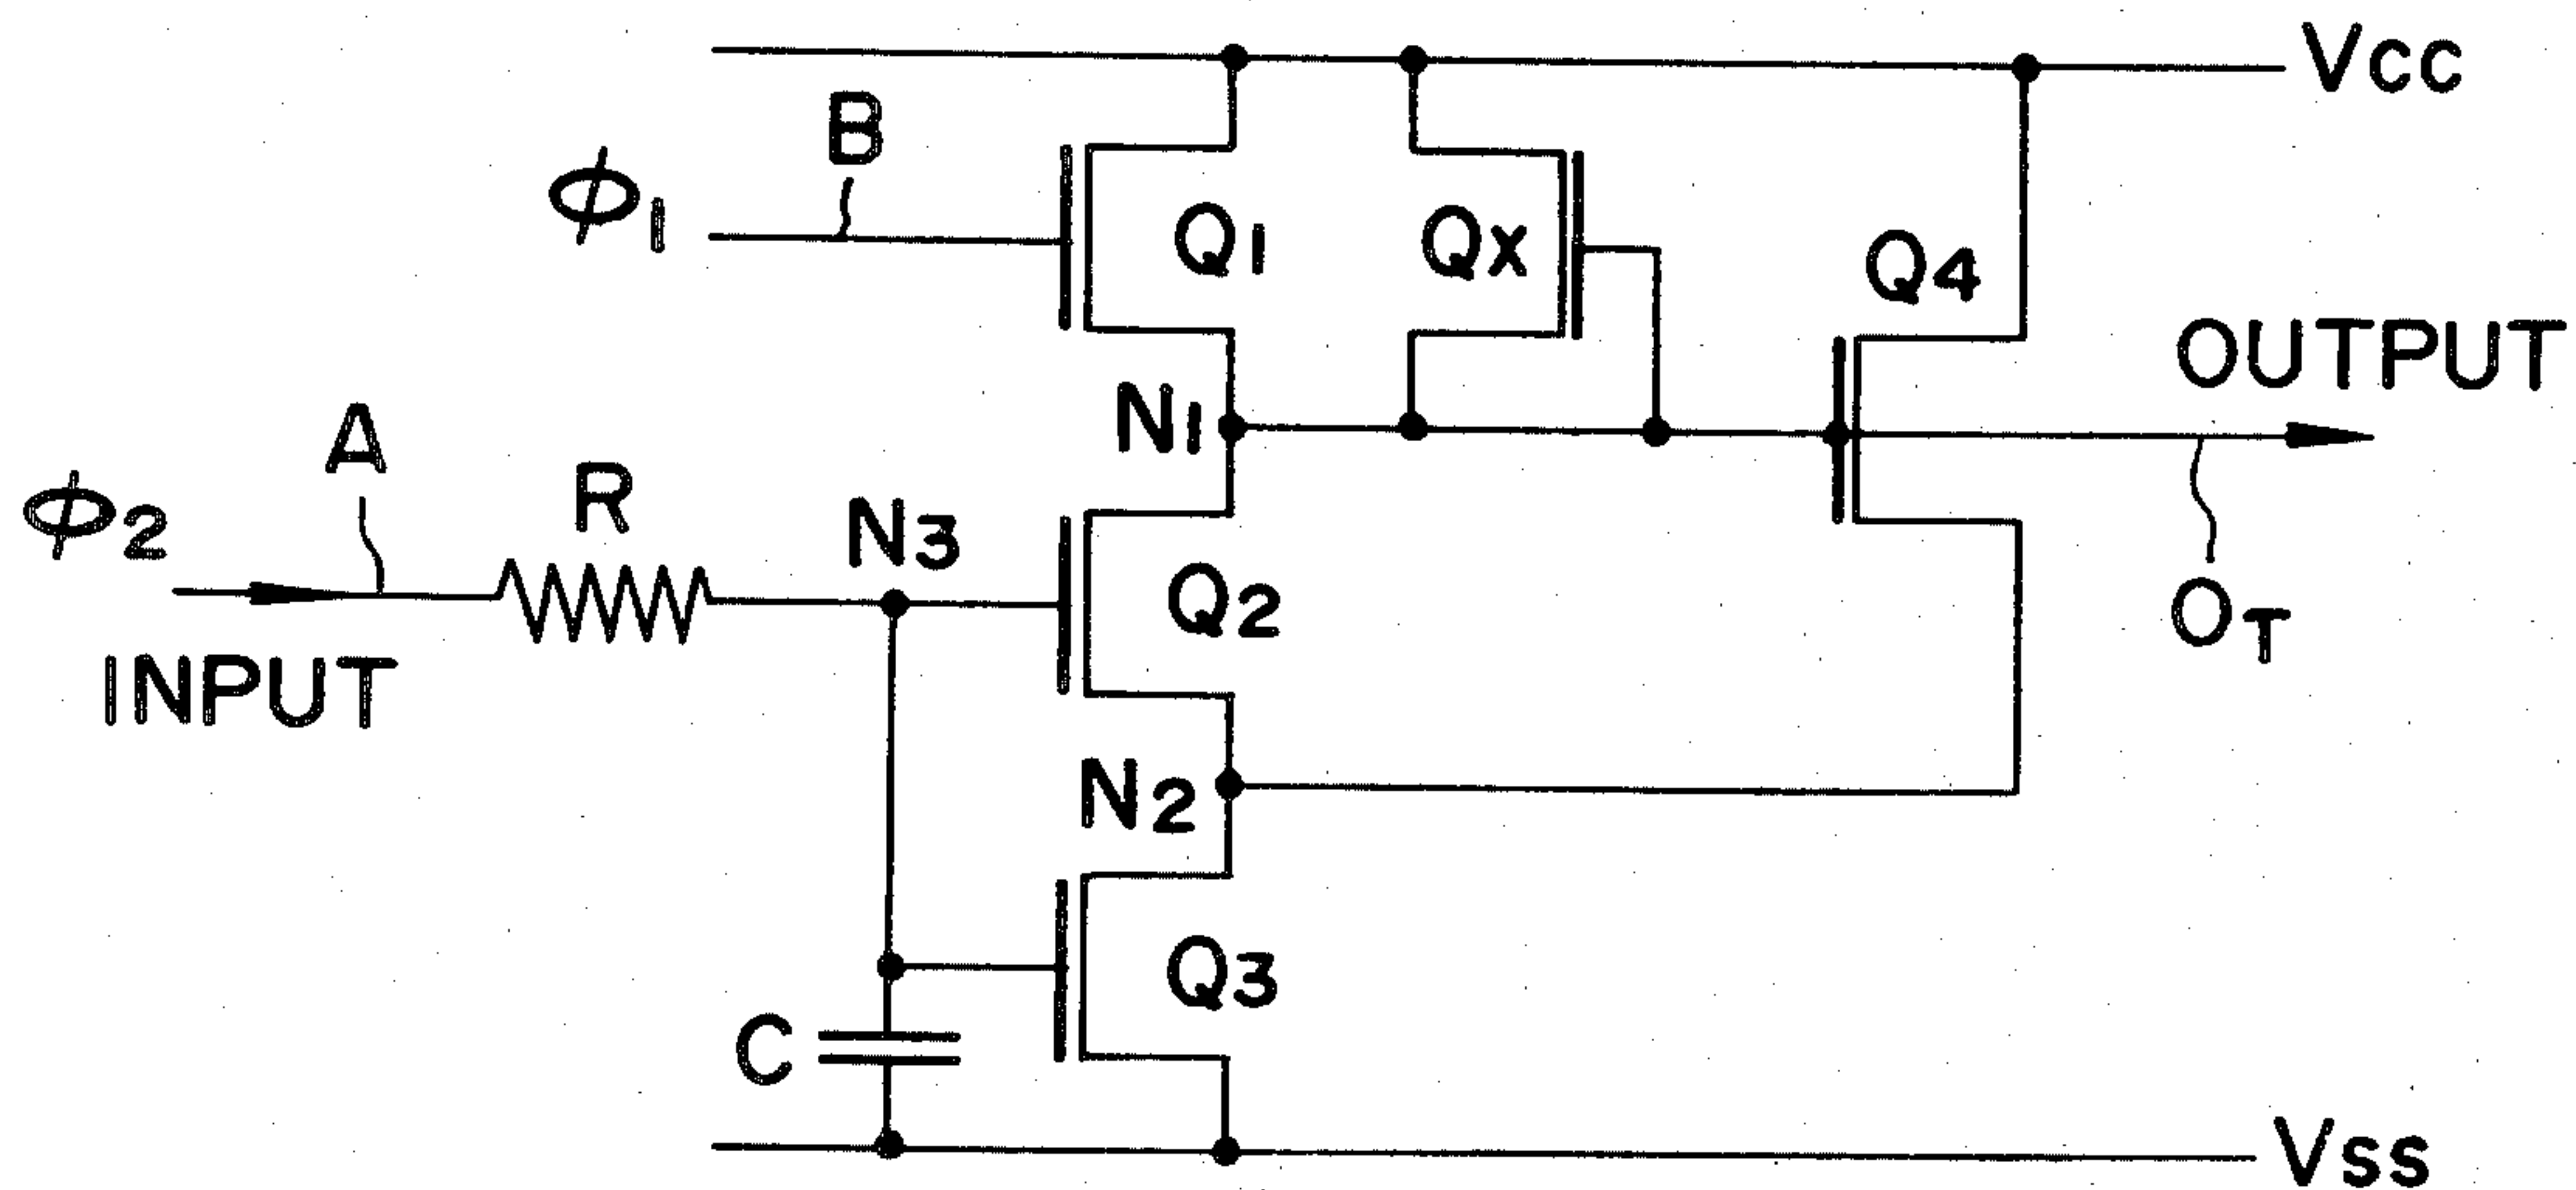 Vcc
B
ϕ1
Q1
Qx
Q4
OUTPUT
N1
A
ϕ2
R
N3
Q2
OT
INPUT
N2
Q3
C
Vss